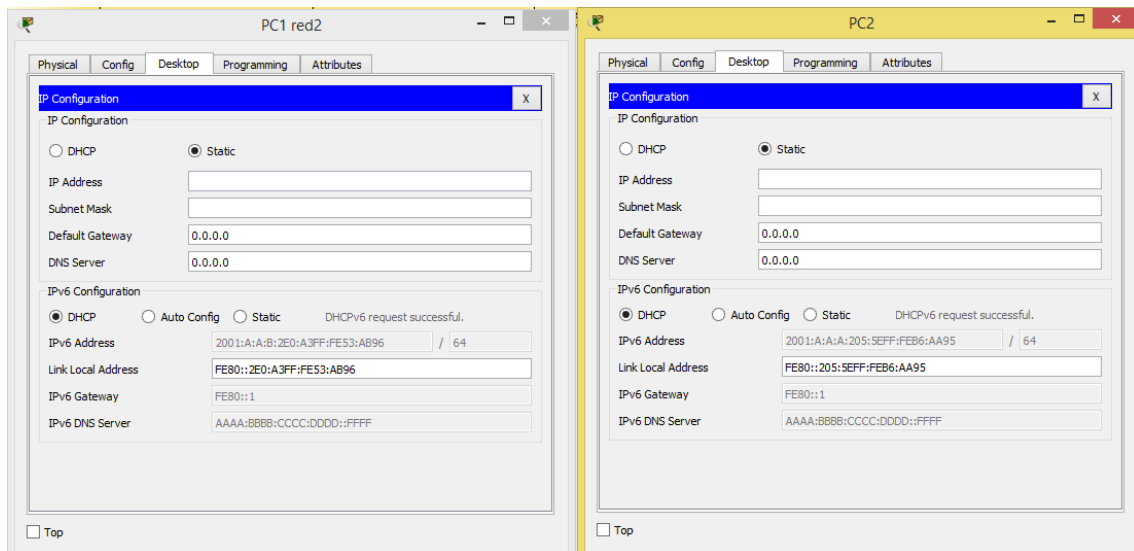 PC1 red2
Physical Config Desktop Programming Attributes
IP Configuration X
IP Configuration
DHCP Static
IP Address
Subnet Mask
Default Gateway 0.0.0.0
DNS Server 0.0.0.0
IPv6 Configuration
DHCP Auto Config Static DHCPv6 request successful.
IPv6 Address 2001:A:A:B:2E0:A3FF:FE53:AB96 / 64
Link Local Address FE80::2E0:A3FF:FE53:AB96
IPv6 Gateway FE80::1
IPv6 DNS Server AAAA:BBBB:CCCC:DDDD::FFFF
Top
PC2
Physical Config Desktop Programming Attributes
IP Configuration X
IP Configuration
DHCP Static
IP Address
Subnet Mask
Default Gateway 0.0.0.0
DNS Server 0.0.0.0
IPv6 Configuration
DHCP Auto Config Static DHCPv6 request successful.
IPv6 Address 2001:A:A:A:205:5EFF:FEB6:AA95 / 64
Link Local Address FE80::205:5EFF:FEB6:AA95
IPv6 Gateway FE80::1
IPv6 DNS Server AAAA:BBBB:CCCC:DDDD::FFFF
Top